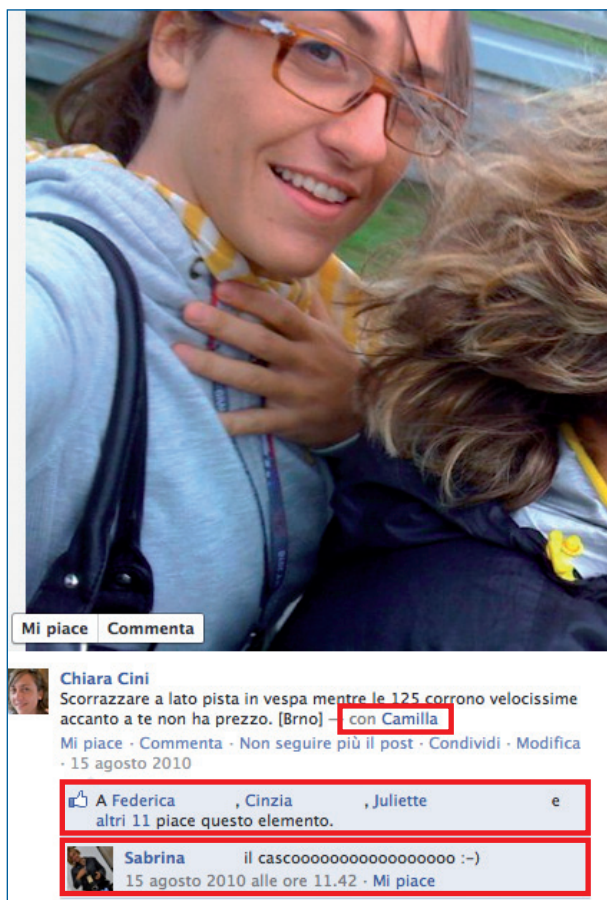 Mi piace Commenta
Chiara Cini
Scorrazzare a lato pista in vespa mentre le 125 corrono velocissime
accanto a te non ha prezzo. [Brno] — con Camilla
Mi piace · Commenta · Non seguire più il post · Condividi · Modifica
· 15 agosto 2010
A Federica , Cinzia , Juliette e
altri 11 piace questo elemento.
Sabrina il cascoooooooooooooooooo :-)
15 agosto 2010 alle ore 11.42 · Mi piace